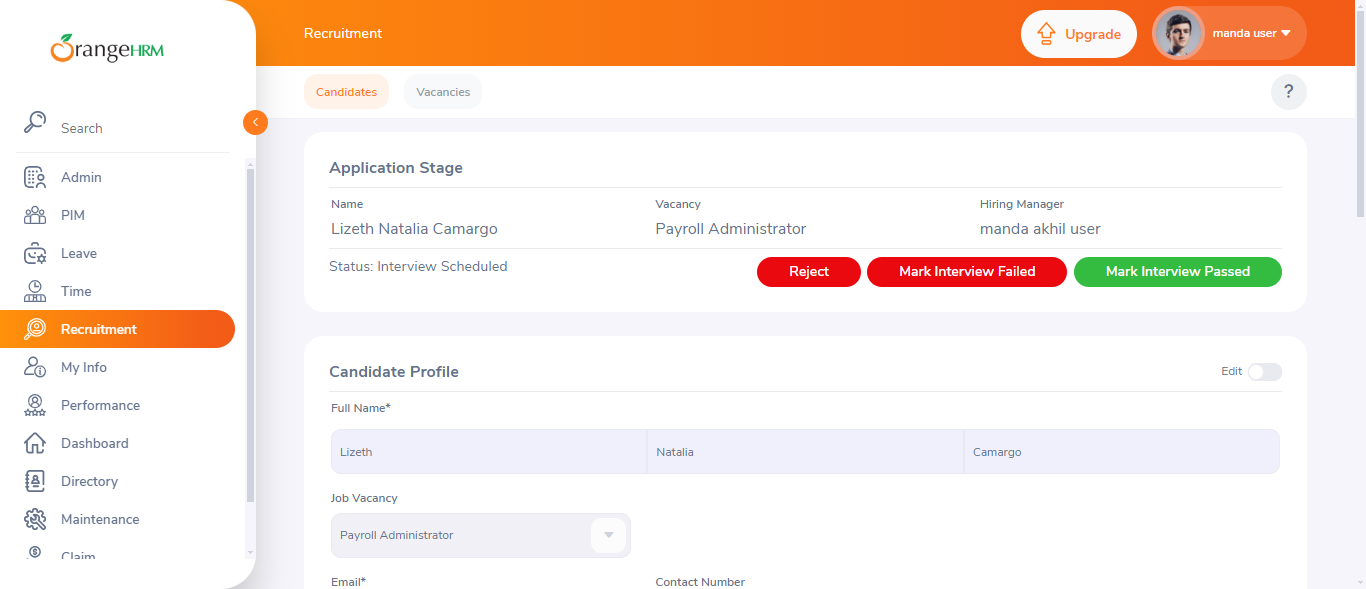 OrangeHRM
Recruitment
Upgrade
manda user
Search
Admin
PIM
Leave
Time
Recruitment
My Info
Performance
Dashboard
Directory
Maintenance
Claim
Candidates
Vacancies
?
Application Stage
Name
Vacancy
Hiring Manager
Lizeth Natalia Camargo
Payroll Administrator
manda akhil user
Status: Interview Scheduled
Reject
Mark Interview Failed
Mark Interview Passed
Candidate Profile
Edit
Full Name*
Lizeth
Natalia
Camargo
Job Vacancy
Payroll Administrator
Email*
Contact Number